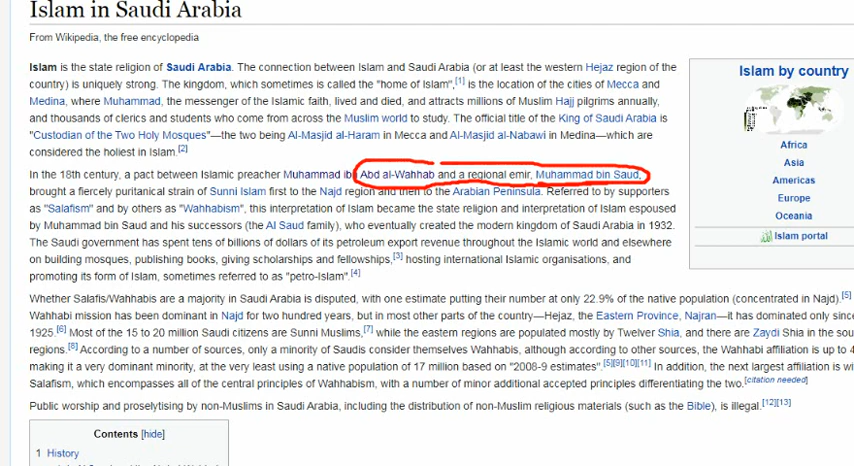 Islam in Saudi Arabia
From Wikipedia, the free encyclopedia
Islam is the state religion of Saudi Arabia. The connection between Islam and Saudi Arabia (or at least the western Hejaz region of the
country) is uniquely strong. The kingdom, which sometimes is called the "home of Islam",[1] is the location of the cities of Mecca and
Medina, where Muhammad, the messenger of the Islamic faith, lived and died, and attracts millions of Muslim Hajj pilgrims annually,
and thousands of clerics and students who come from across the Muslim world to study. The official title of the King of Saudi Arabia is
"Custodian of the Two Holy Mosques"—the two being Al-Masjid al-Haram in Mecca and Al-Masjid al-Nabawi in Medina—which are
considered the holiest in Islam.[2]
In the 18th century, a pact between Islamic preacher Muhammad ibn Abd al-Wahhab and a regional emir, Muhammad bin Saud,
brought a fiercely puritanical strain of Sunni Islam first to the Najd region and then to the Arabian Peninsula. Referred to by supporters
as "Salafism" and by others as "Wahhabism", this interpretation of Islam became the state religion and interpretation of Islam espoused
by Muhammad bin Saud and his successors (the Al Saud family), who eventually created the modern kingdom of Saudi Arabia in 1932.
The Saudi government has spent tens of billions of dollars of its petroleum export revenue throughout the Islamic world and elsewhere
on building mosques, publishing books, giving scholarships and fellowships,[3] hosting international Islamic organisations, and
promoting its form of Islam, sometimes referred to as "petro-Islam".[4]
Whether Salafis/Wahhabis are a majority in Saudi Arabia is disputed, with one estimate putting their number at only 22.9% of the native population (concentrated in Najd).[5]
Wahhabi mission has been dominant in Najd for two hundred years, but in most other parts of the country—Hejaz, the Eastern Province, Najran—it has dominated only since
1925.[6] Most of the 15 to 20 million Saudi citizens are Sunni Muslims,[7] while the eastern regions are populated mostly by Twelver Shia, and there are Zaydi Shia in the sou
regions.[8] According to a number of sources, only a minority of Saudis consider themselves Wahhabis, although according to other sources, the Wahhabi affiliation is up to 4
making it a very dominant minority, at the very least using a native population of 17 million based on "2008-9 estimates".[5][9][10][11] In addition, the next largest affiliation is wi
Salafism, which encompasses all of the central principles of Wahhabism, with a number of minor additional accepted principles differentiating the two.[citation needed]
Public worship and proselytising by non-Muslims in Saudi Arabia, including the distribution of non-Muslim religious materials (such as the Bible), is illegal.[12][13]
Contents [hide]
1 History
Islam by country
Africa
Asia
Americas
Europe
Oceania
Islam portal